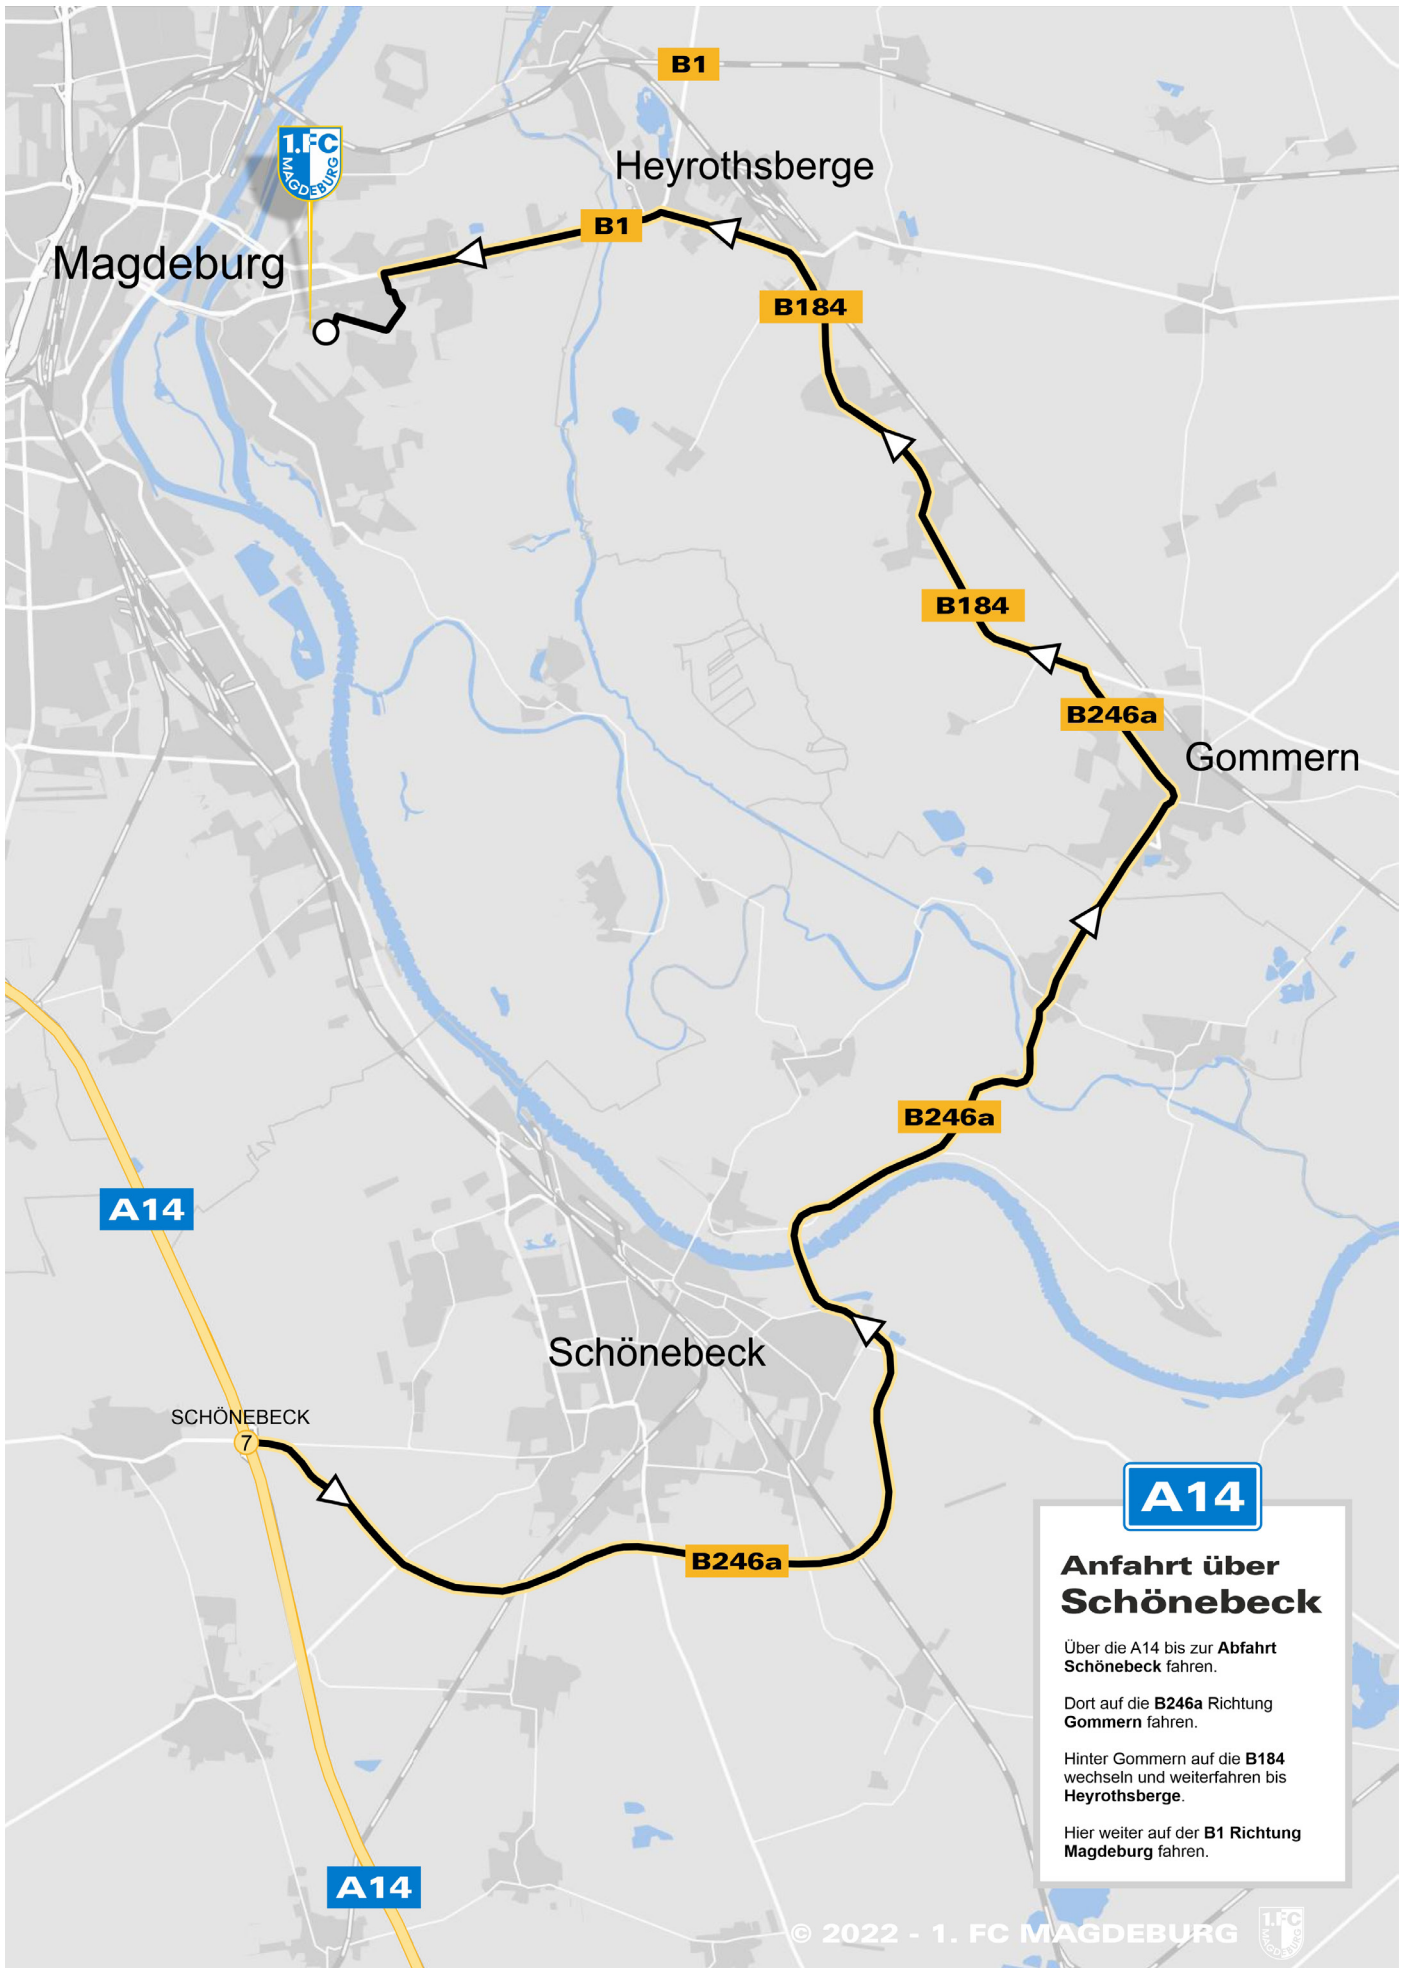 B1
1.FC
MAGDEBURG
Heyrothsberge
B1
Magdeburg
B184
B184
B246a
Gommern
B246a
A14
Schönebeck
SCHÖNEBECK
7
B246a
A14
Anfahrt über
Schönebeck
Über die A14 bis zur Abfahrt
Schönebeck fahren.
Dort auf die B246a Richtung
Gommern fahren.
Hinter Gommern auf die B184
wechseln und weiterfahren bis
Heyrothsberge.
Hier weiter auf der B1 Richtung
Magdeburg fahren.
A14
© 2022 - 1. FC MAGDEBURG
1.FC
MAGDEBURG